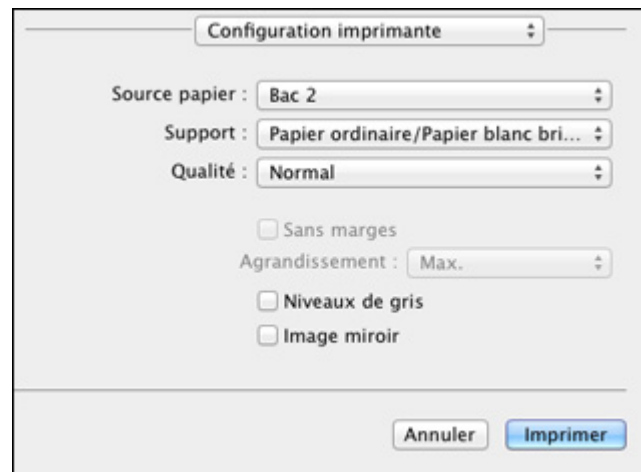 Configuration imprimante
Source papier : Bac 2
Support : Papier ordinaire/Papier blanc bri...
Qualité : Normal
Sans marges
Agrandissement : Max.
Niveaux de gris
Image miroir
Annuler Imprimer